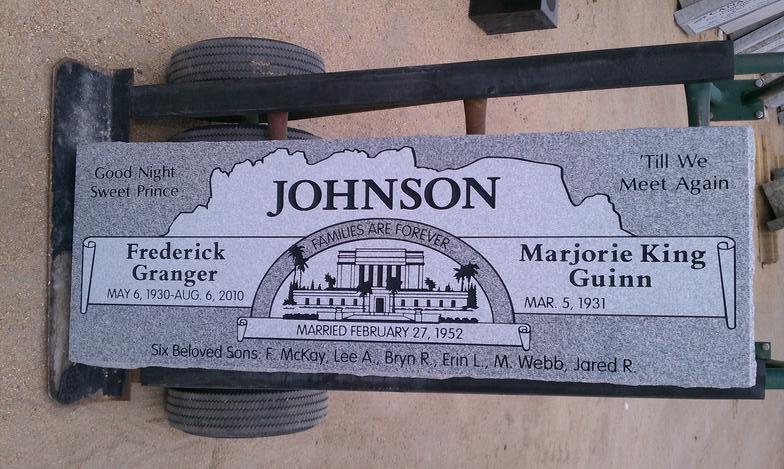 Good Night
Sweet Prince
'Till We
Meet Again
JOHNSON
FAMILIES ARE FOREVER
Frederick
Granger
MAY 6, 1930-AUG. 6, 2010
Marjorie King
Guinn
MAR. 5, 1931
MARRIED FEBRUARY 27, 1952
Six Beloved Sons: F. McKay, Lee A., Bryn R., Erin L., M. Webb, Jared R.